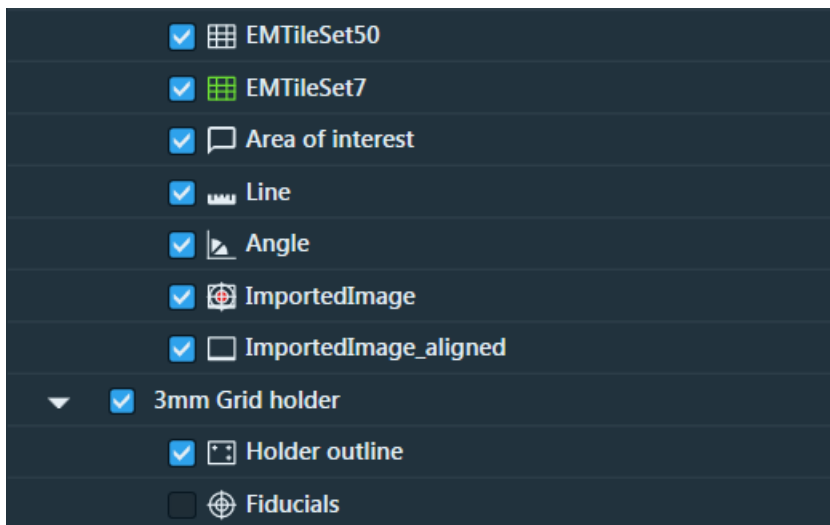 EMTileSet50
EMTileSet7
Area of interest
Line
Angle
ImportedImage
ImportedImage_aligned
3mm Grid holder
Holder outline
Fiducials